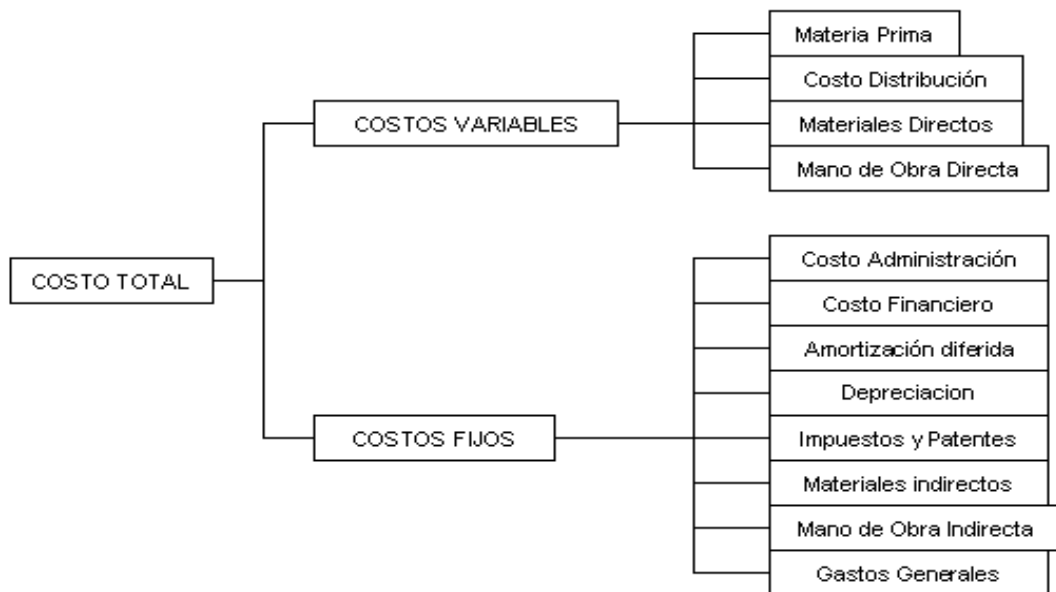 Materia Prima
Costo Distribución
COSTOS VARIABLES
Materiales Directos
Mano de Obra Directa
COSTO TOTAL
Costo Administración
Costo Financiero
Amortización diferida
Depreciacion
COSTOS FIJOS
Impuestos y Patentes
Materiales indirectos
Mano de Obra Indirecta
Gastos Generales